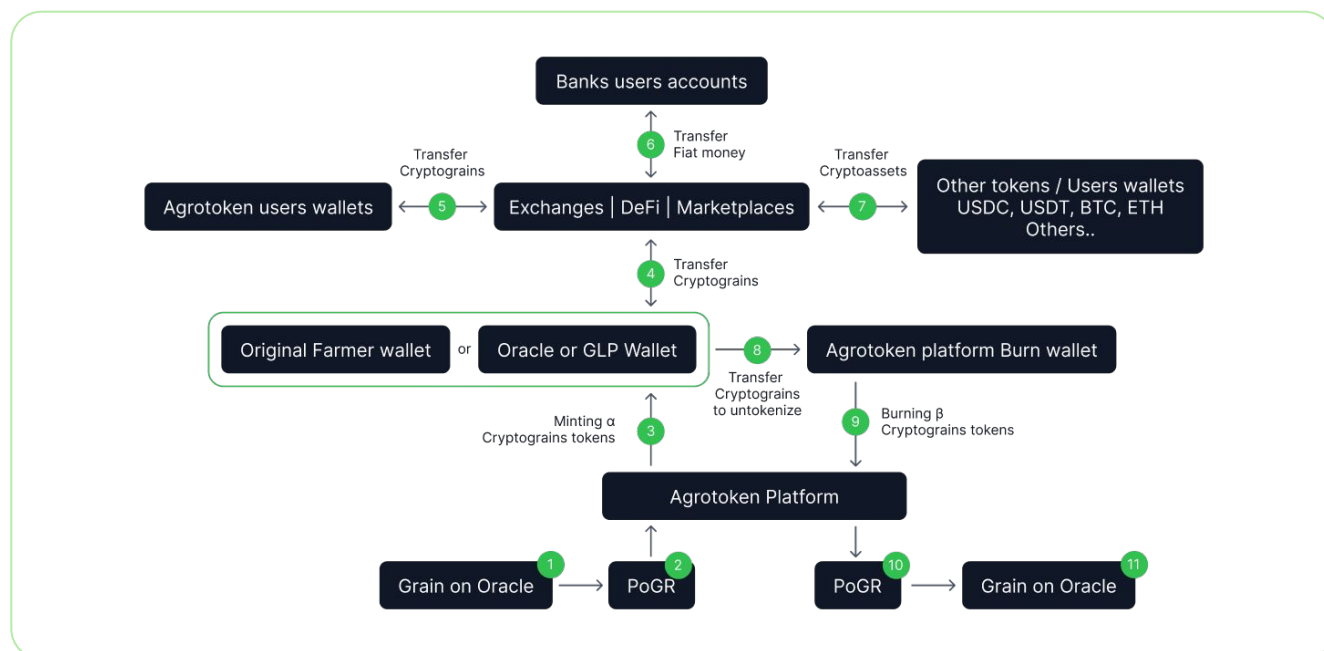 Banks users accounts
6
Transfer
Fiat money
Transfer
Cryptograins
Transfer
Cryptoassets
Agrotoken users wallets
5
Exchanges | DeFi | Marketplaces
7
Other tokens / Users wallets
USDC, USDT, BTC, ETH
Others..
4
Transfer
Cryptograins
Original Farmer wallet
or
Oracle or GLP Wallet
8
Transfer
Cryptograins
to untokenize
Agrotoken platform Burn wallet
Minting α
Cryptograins tokens
3
9
Burning β
Cryptograins tokens
Agrotoken Platform
Grain on Oracle
1
PoGR
2
PoGR
10
Grain on Oracle
11